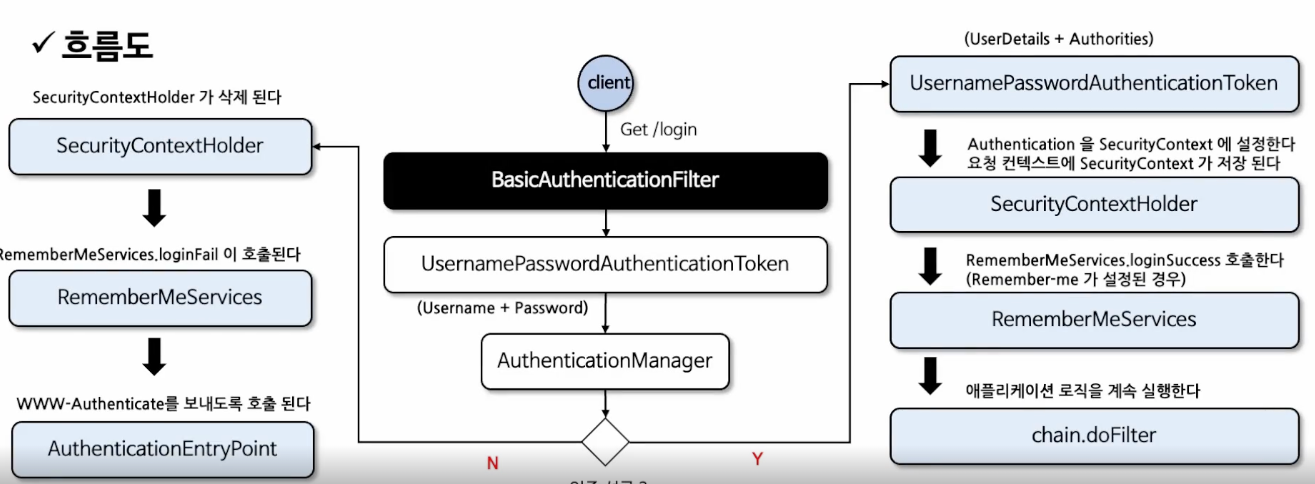 ✓ 흐름도
SecurityContextHolder 가 삭제 된다
SecurityContextHolder
RememberMeServices.loginFail 이 호출된다
RememberMeServices
WWW-Authenticate를 보내도록 호출 된다
AuthenticationEntryPoint
client
Get /login
BasicAuthenticationFilter
UsernamePasswordAuthenticationToken
(Username + Password)
AuthenticationManager
N
Y
(UserDetails + Authorities)
UsernamePasswordAuthenticationToken
Authentication 을 SecurityContext 에 설정한다
요청 컨텍스트에 SecurityContext 가 저장 된다
SecurityContextHolder
RememberMeServices.loginSuccess 호출한다
(Remember-me 가 설정된 경우)
RememberMeServices
애플리케이션 로직을 계속 실행한다
chain.doFilter